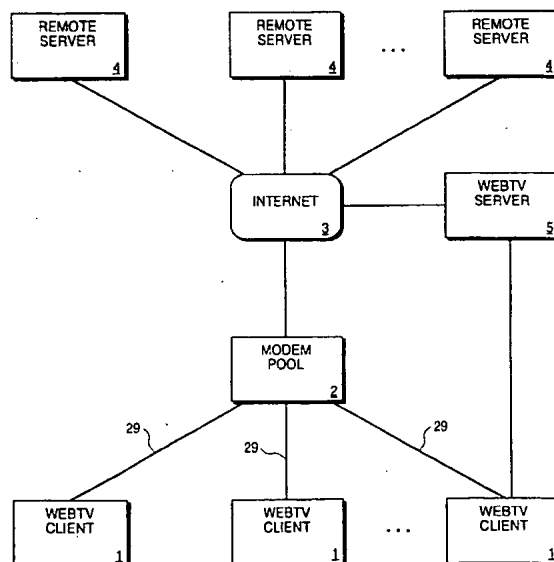 REMOTE
SERVER
4
REMOTE
SERVER
4
...
REMOTE
SERVER
4
INTERNET
3
WEBTV
SERVER
5
MODEM
POOL
2
29
29
29
WEBTV
CLIENT
1
WEBTV
CLIENT
1
...
WEBTV
CLIENT
1